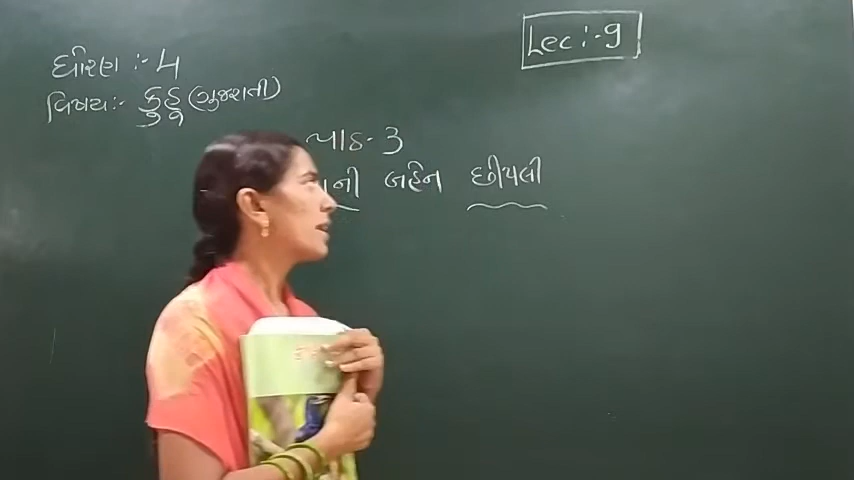 Lec :- 9
ધોરણ :- 4
વિષય :- કુહૂ (ગુજરાતી)
પાઠ - 3
બહેન છીપલી